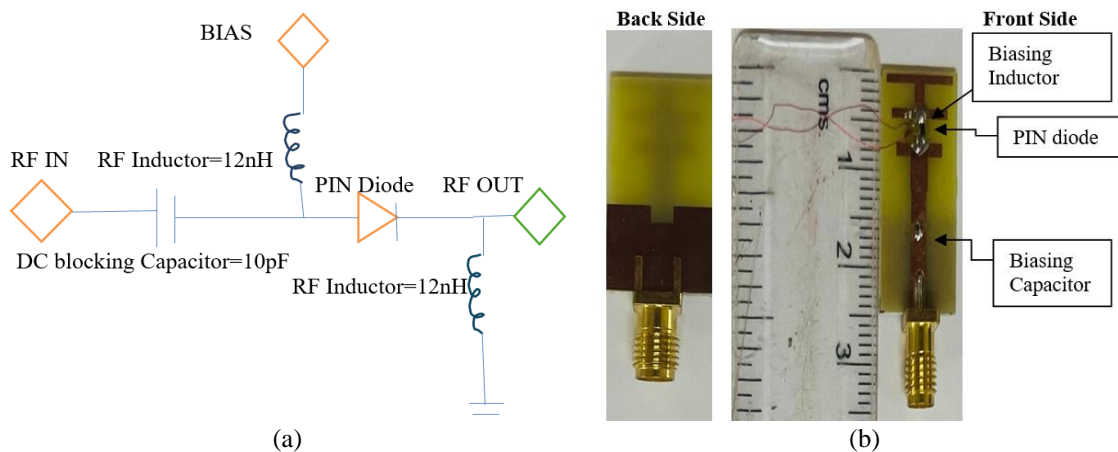 BIAS
RF IN
RF Inductor=12nH
PIN Diode
RF OUT
DC blocking Capacitor=10pF
RF Inductor=12nH
(a)
Back Side
Front Side
cms.
1
2
3
Biasing
Inductor
PIN diode
Biasing
Capacitor
(b)